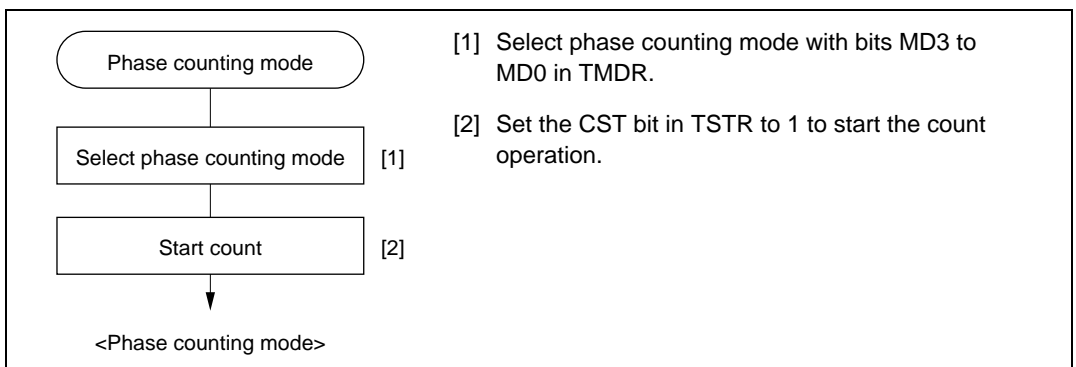 Phase counting mode
Select phase counting mode [1]
Start count [2]
<Phase counting mode>
[1] Select phase counting mode with bits MD3 to
MD0 in TMDR.
[2] Set the CST bit in TSTR to 1 to start the count
operation.